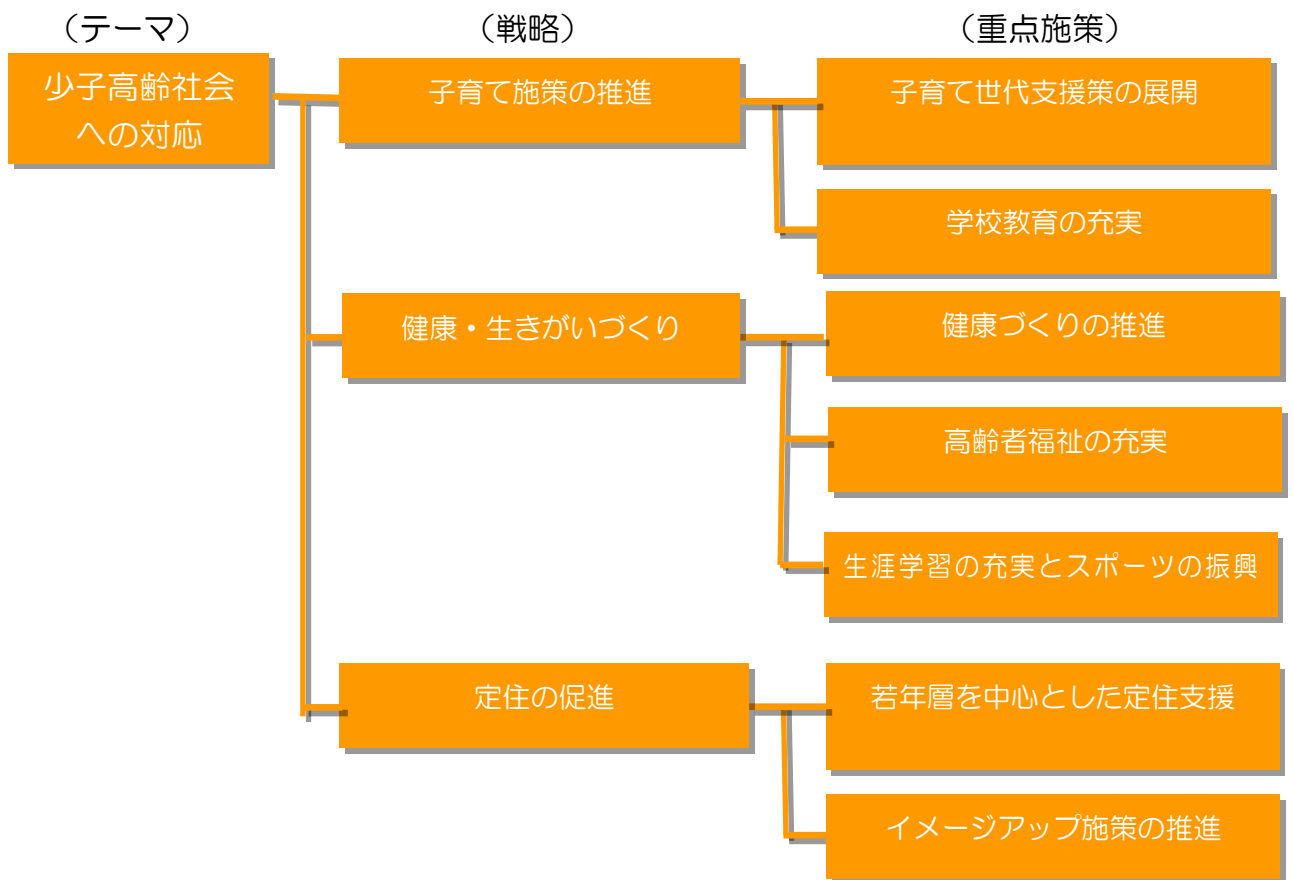 （テーマ）
（戦略）
（重点施策）
少子高齢社会
への対応
子育て施策の推進
子育て世代支援策の展開
学校教育の充実
健康・生きがいづくり
健康づくりの推進
高齢者福祉の充実
生涯学習の充実とスポーツの振興
定住の促進
若年層を中心とした定住支援
イメージアップ施策の推進